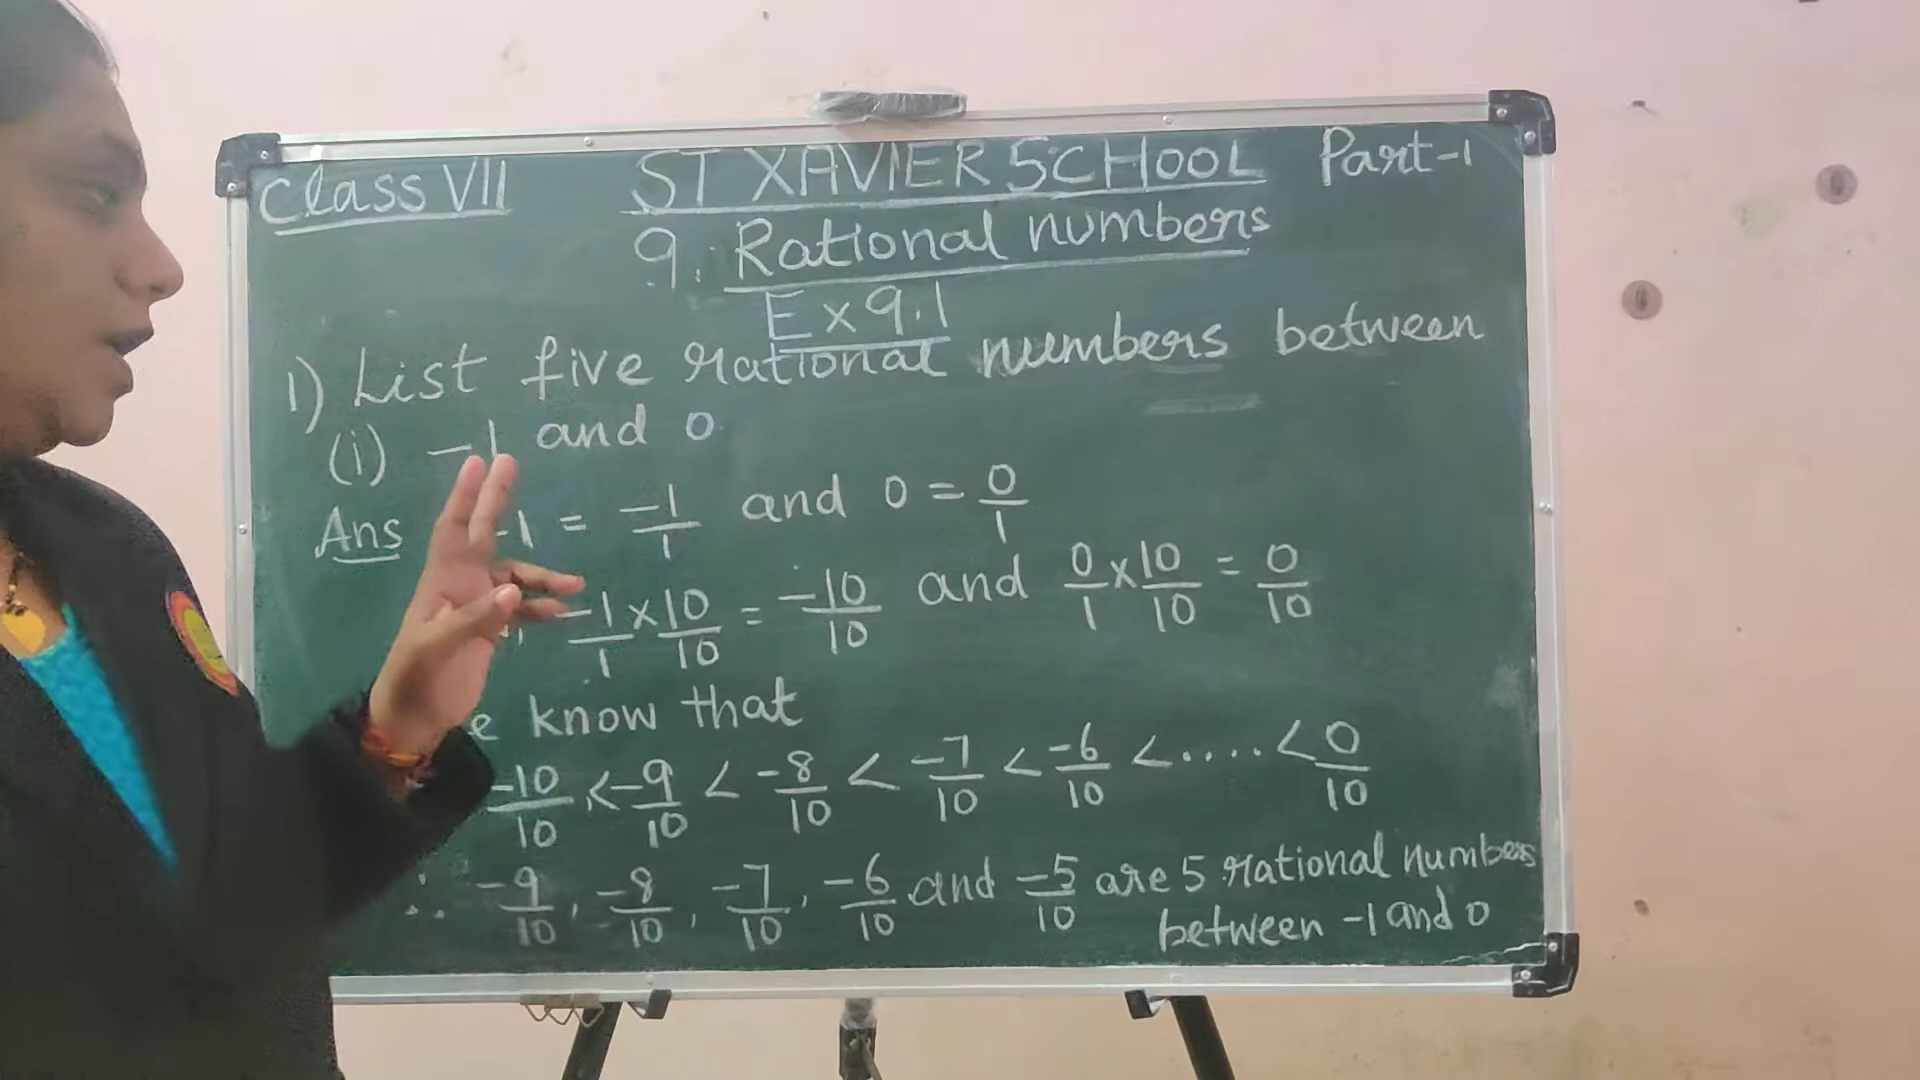 Class VII ST XAVIER SCHOOL Part-1
9. Rational numbers
Ex 9.1
1) List five rational numbers between
(i) -1 and 0
Ans -1 = -1/1 and 0 = 0/1
-1/1 x 10/10 = -10/10 and 0/1 x 10/10 = 0/10
know that
-10/10 < -9/10 < -8/10 < -7/10 < -6/10 < .... < 0/10
∴ -9/10, -8/10, -7/10, -6/10 and -5/10 are 5 rational numbers
between -1 and 0